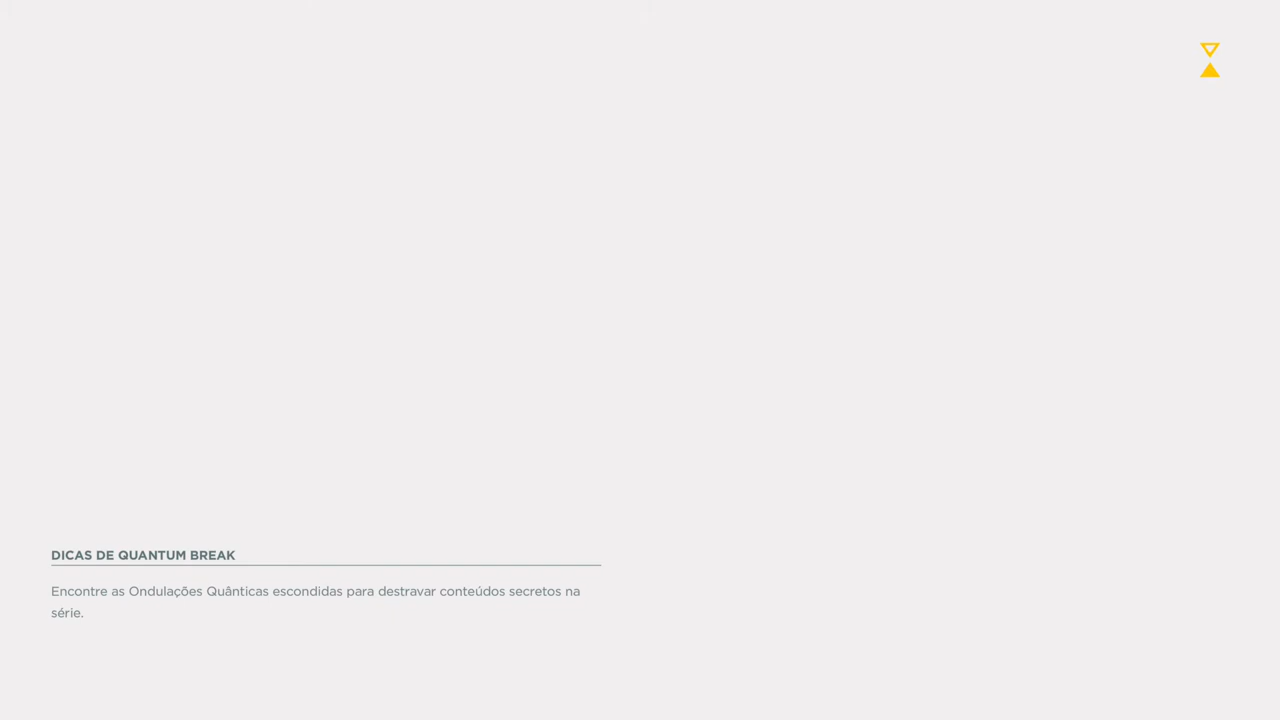 DICAS DE QUANTUM BREAK
Encontre as Ondulações Quânticas escondidas para destravar conteúdos secretos na
série.